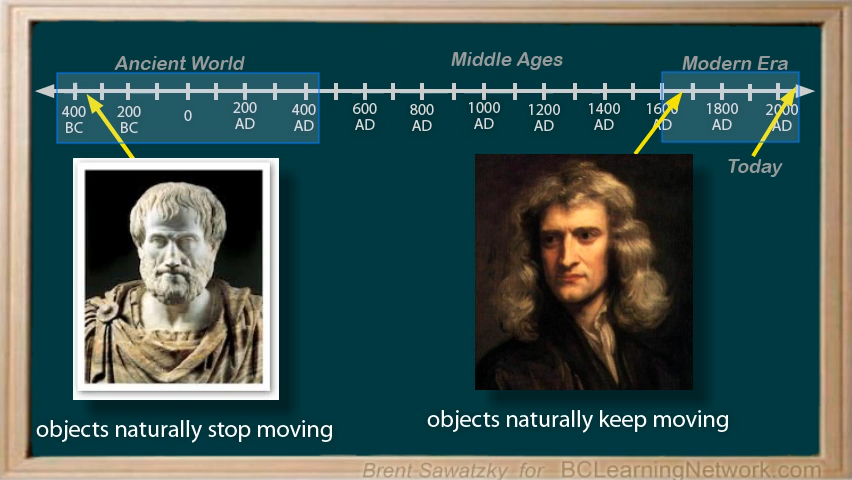 Ancient World
Middle Ages
Modern Era
400 BC
200 BC
0
200 AD
400 AD
600 AD
800 AD
1000 AD
1200 AD
1400 AD
1600 AD
1800 AD
2000 AD
Today
objects naturally stop moving
objects naturally keep moving
Brent Sawatzky for BCLearningNetwork.com